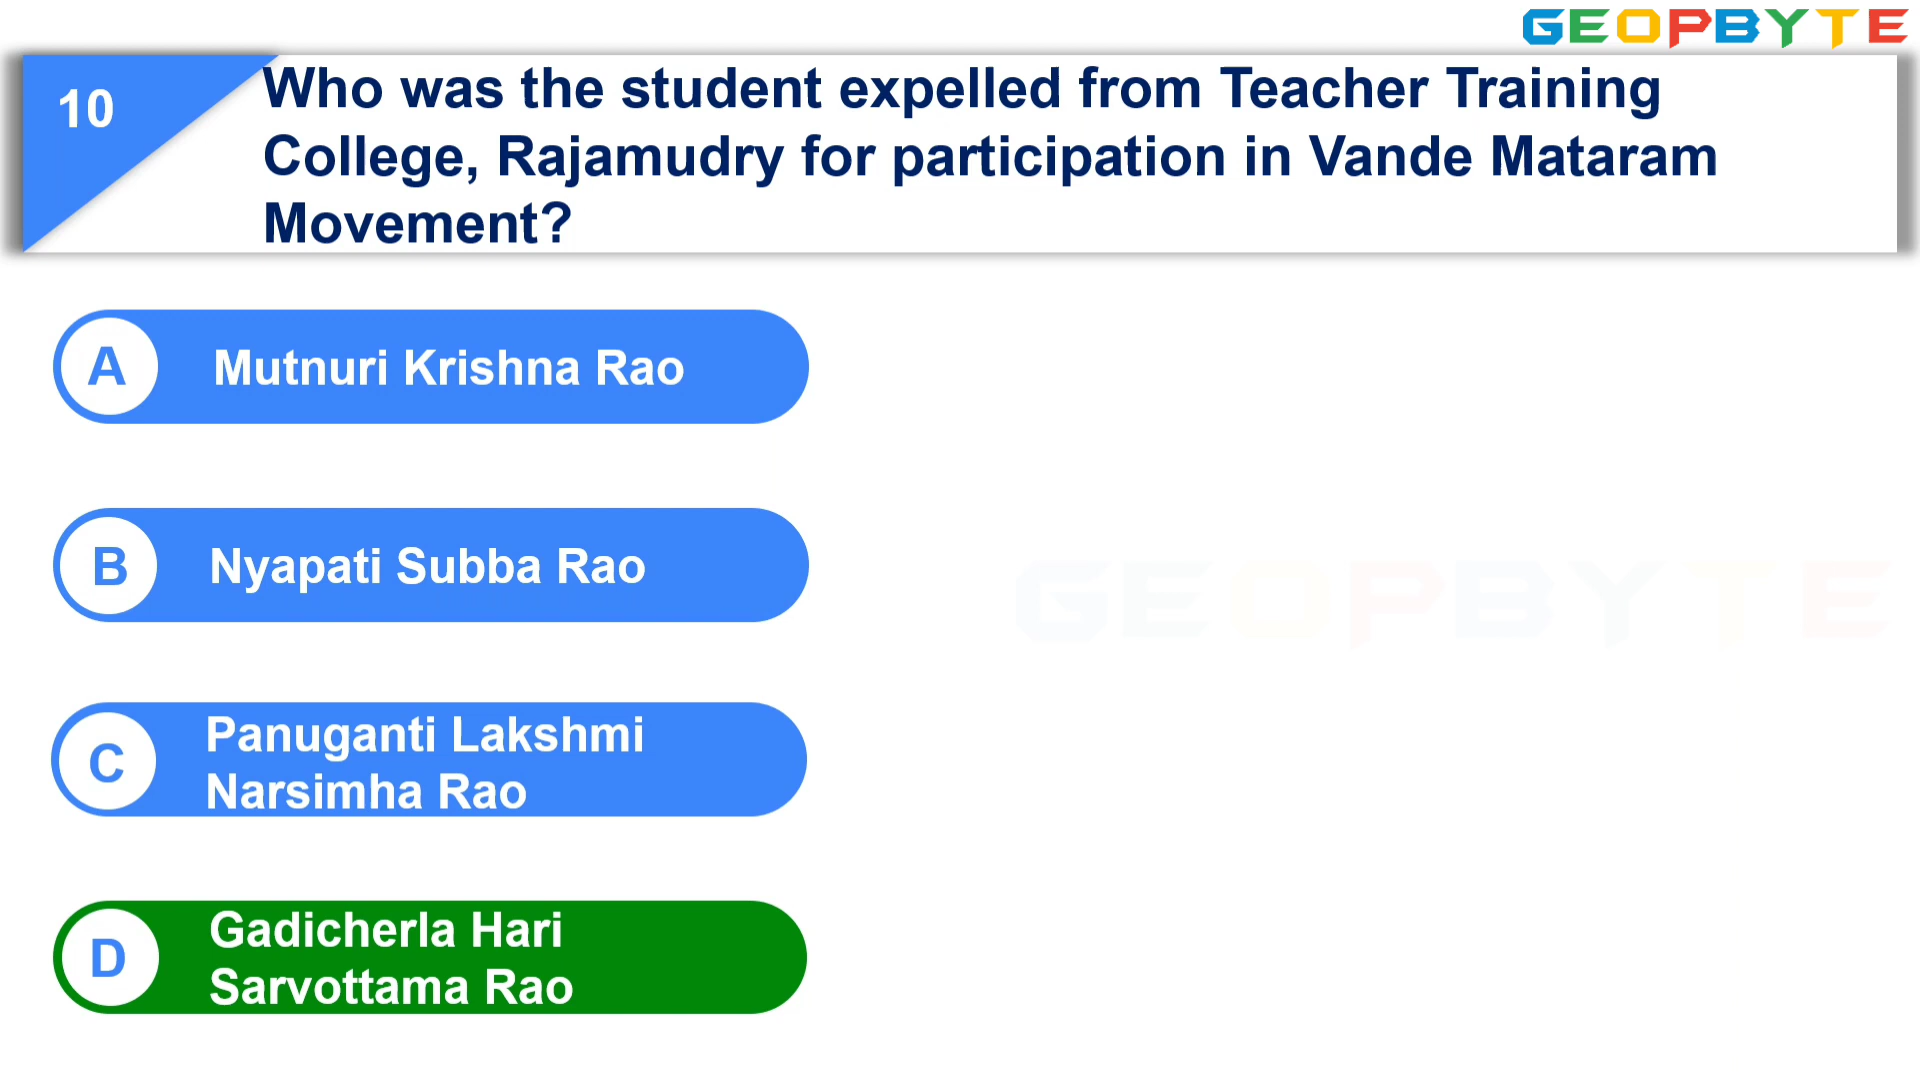 GEOPBYTE
10
Who was the student expelled from Teacher Training
College, Rajamudry for participation in Vande Mataram
Movement?
A
Mutnuri Krishna Rao
B
Nyapati Subba Rao
GEOPBYTE
C
Panuganti Lakshmi
Narsimha Rao
D
Gadicherla Hari
Sarvottama Rao